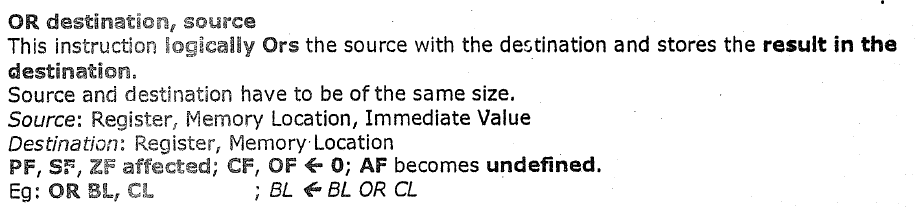 OR destination, source
This instruction logically Ors the source with the destination and stores the result in the
destination.
Source and destination have to be of the same size.
Source: Register, Memory Location, Immediate Value
Destination: Register, Memory Location
PF, SF, ZF affected; CF, OF ← 0; AF becomes undefined.
Eg: OR BL, CL ; BL ← BL OR CL